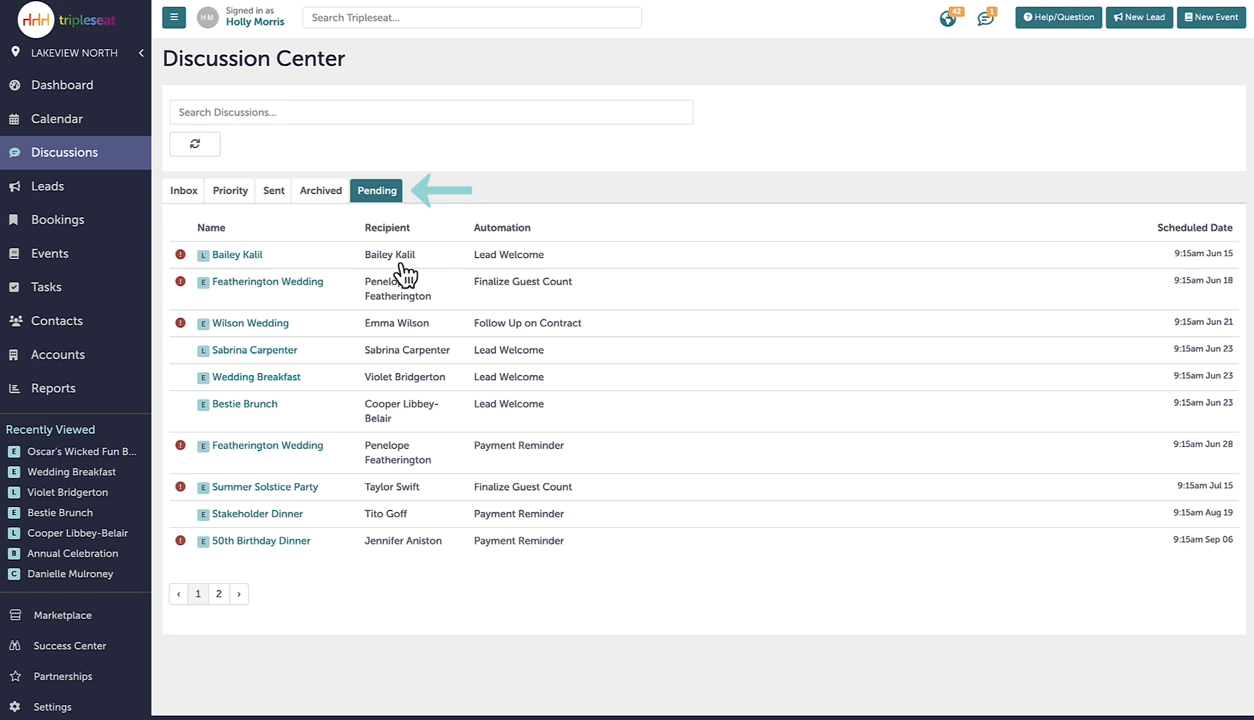 tripleseat
LAKEVIEW NORTH
Dashboard
Calendar
Discussions
Leads
Bookings
Events
Tasks
Contacts
Accounts
Reports
Recently Viewed
E Oscar's Wicked Fun B...
E Wedding Breakfast
L Violet Bridgerton
E Bestie Brunch
L Cooper Libbey-Belair
B Annual Celebration
C Danielle Mulroney
Marketplace
Success Center
Partnerships
Settings
HM
Signed in as
Holly Morris
Search Tripleseat...
42
1
Help/Question
New Lead
New Event
Discussion Center
Search Discussions...
Inbox Priority Sent Archived Pending
Name Recipient Automation Scheduled Date
L Bailey Kalil Bailey Kalil Lead Welcome 9:15am Jun 15
E Featherington Wedding Penelope Finalize Guest Count 9:15am Jun 18
Featherington
E Wilson Wedding Emma Wilson Follow Up on Contract 9:15am Jun 21
L Sabrina Carpenter Sabrina Carpenter Lead Welcome 9:15am Jun 23
E Wedding Breakfast Violet Bridgerton Lead Welcome 9:15am Jun 23
E Bestie Brunch Cooper Libbey- Lead Welcome 9:15am Jun 23
Belair
E Featherington Wedding Penelope Payment Reminder 9:15am Jun 28
Featherington
E Summer Solstice Party Taylor Swift Finalize Guest Count 9:15am Jul 15
E Stakeholder Dinner Tito Goff Payment Reminder 9:15am Aug 19
E 50th Birthday Dinner Jennifer Aniston Payment Reminder 9:15am Sep 06
‹ 1 2 ›